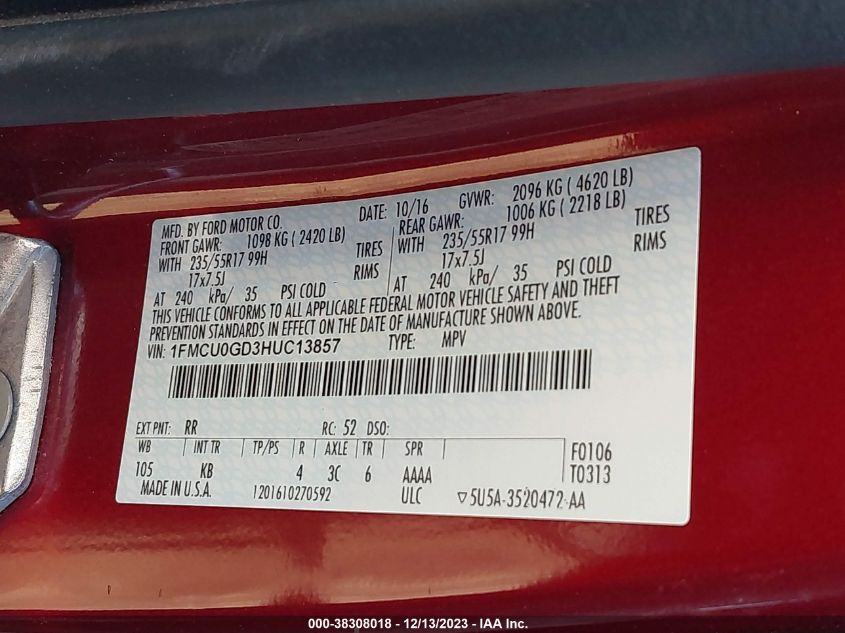 MFD. BY FORD MOTOR CO.
DATE: 10/16 GVWR: 2096 KG ( 4620 LB)
FRONT GAWR: 1098 KG ( 2420 LB)
REAR GAWR: 1006 KG ( 2218 LB)
WITH 235/55R17 99H TIRES
WITH 235/55R17 99H TIRES
17x7.5J RIMS
17x7.5J RIMS
AT 240 kPa/ 35 PSI COLD
AT 240 kPa/ 35 PSI COLD
THIS VEHICLE CONFORMS TO ALL APPLICABLE FEDERAL MOTOR VEHICLE SAFETY AND THEFT
PREVENTION STANDARDS IN EFFECT ON THE DATE OF MANUFACTURE SHOWN ABOVE.
VIN: 1FMCU0GD3HUC13857 TYPE: MPV
EXT PNT: RR RC: 52 DSO:
WB INT TR TP/PS R AXLE TR SPR F0106
105 KB 4 3C 6 AAAA T0313
MADE IN U.S.A. 1201610270592 ULC ▽5U5A-3520472-AA
000-38308018 - 12/13/2023 - IAA Inc.